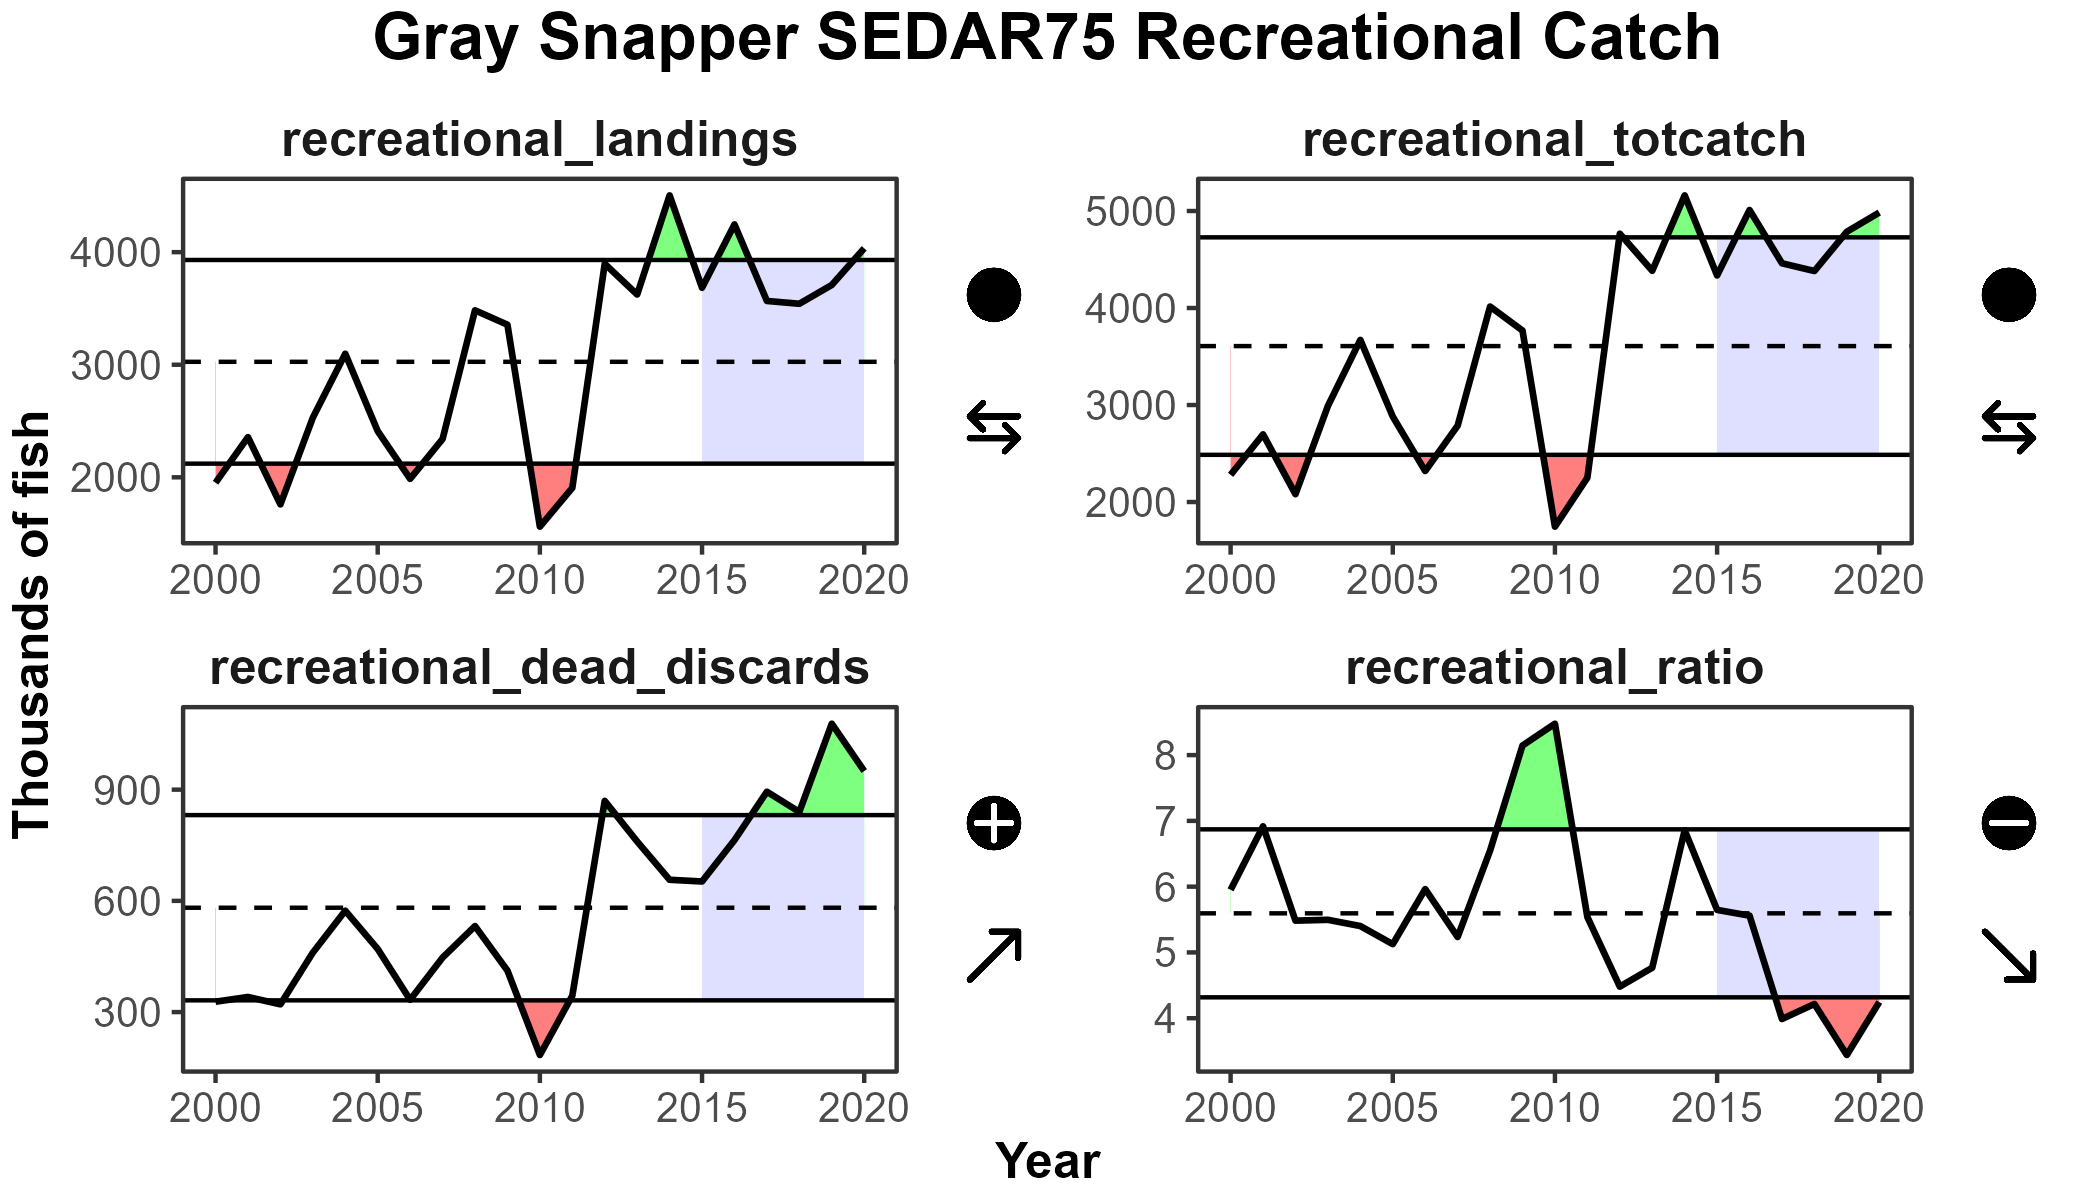 Gray Snapper SEDAR75 Recreational Catch
Thousands of fish
recreational_landings
4000
3000
2000
2000 2005 2010 2015 2020
recreational_totcatch
5000
4000
3000
2000
2000 2005 2010 2015 2020
recreational_dead_discards
900
600
300
2000 2005 2010 2015 2020
recreational_ratio
8
7
6
5
4
2000 2005 2010 2015 2020
Year